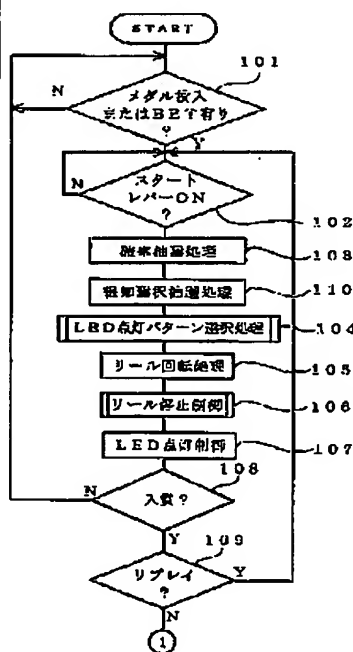 START
101
N
メダル投入
またはBET有り
?
Y
N
スタート
レバーON
?
102
確率抽選処理
103
報知選択抽選処理
110
LED点灯パターン選択処理
104
リール回転処理
105
リール停止制御
106
LED点灯制御
107
108
N
入賞?
Y
109
リプレイ
?
Y
N
1